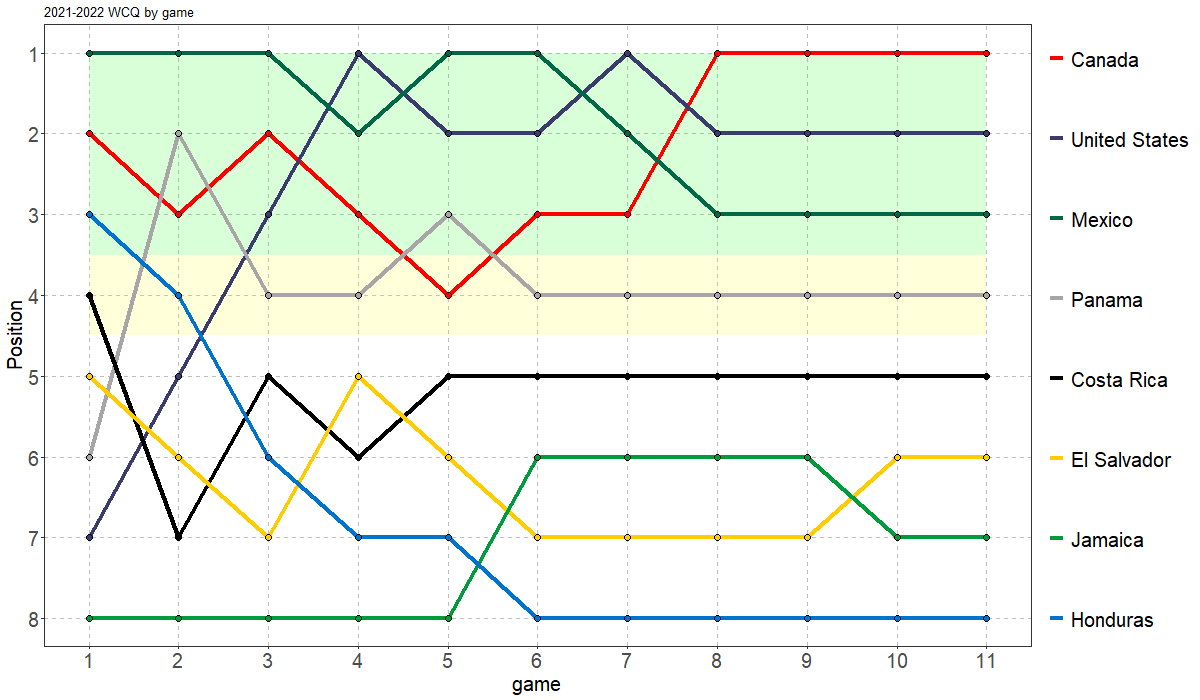 2021-2022 WCQ by game
Position
1
2
3
4
5
6
7
8
1 2 3 4 5 6 7 8 9 10 11
game
Canada
United States
Mexico
Panama
Costa Rica
El Salvador
Jamaica
Honduras